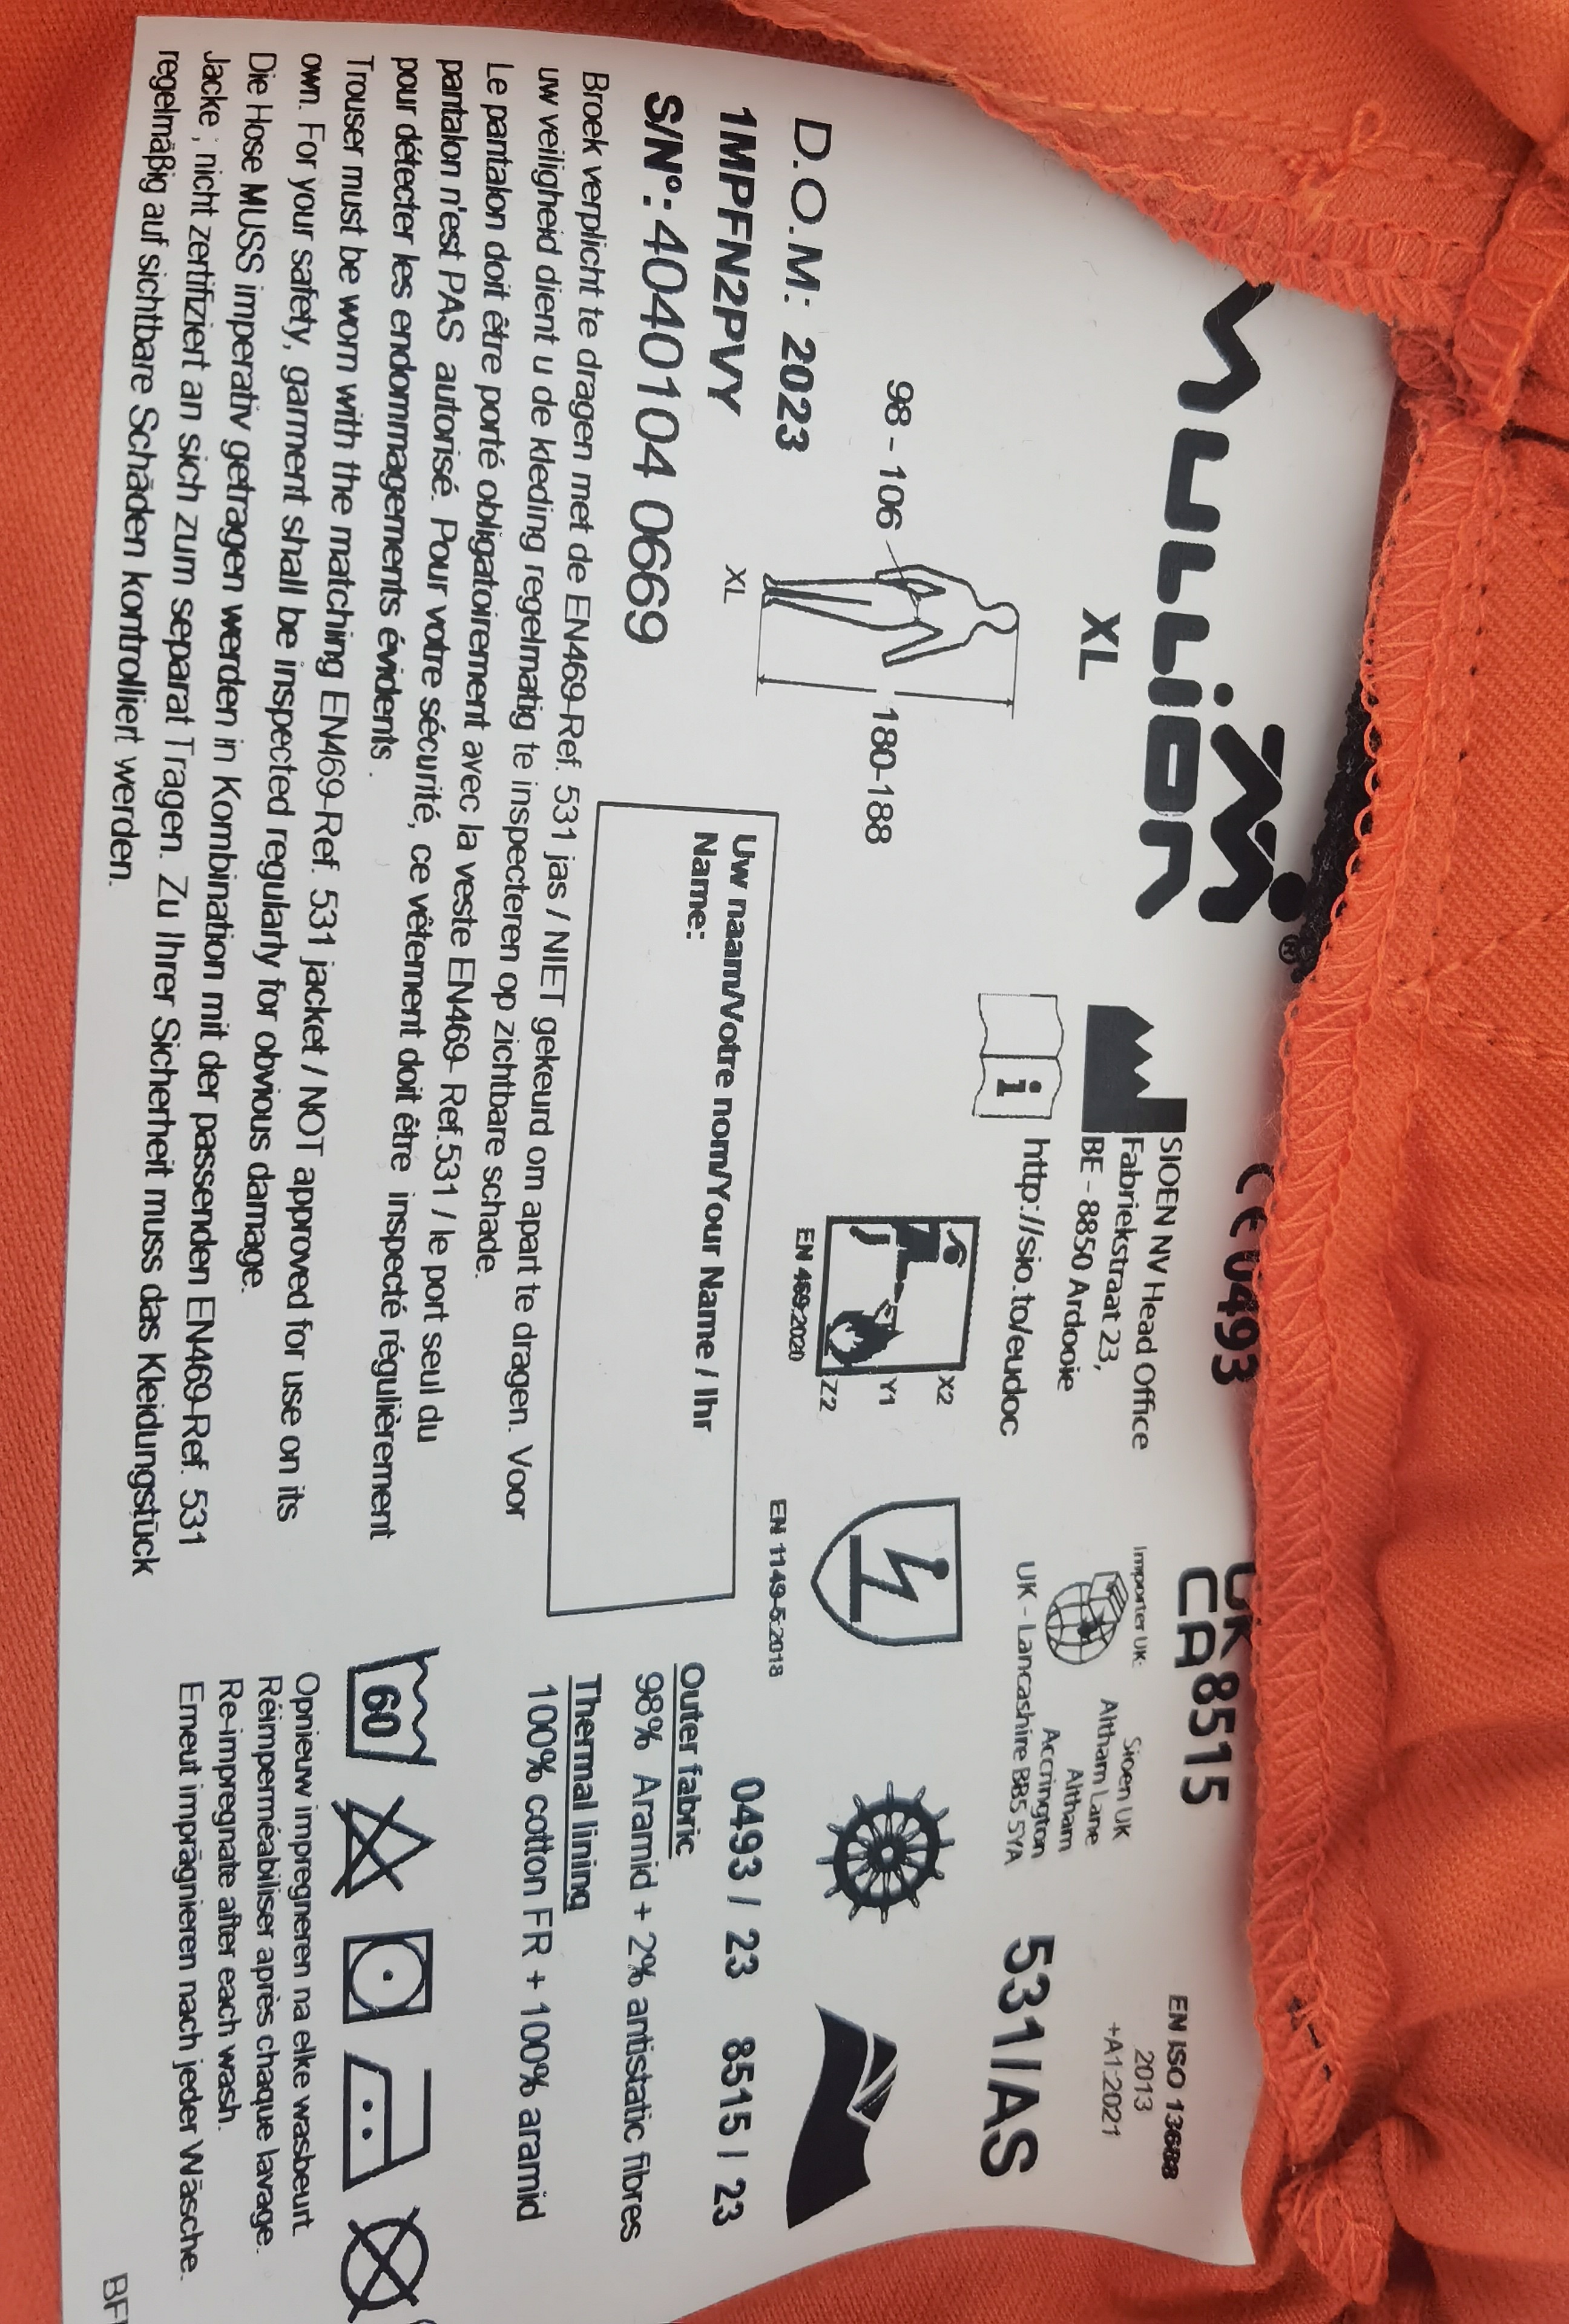 mullion®
XL
98 - 106
180-188
XL
D.O.M: 2023
1MPFN2PVY
S/N°: 4040104 0669
CE 0493
SIOEN NV Head Office
Fabriekstraat 23,
BE - 8850 Ardooie
i http://sio.to/eudoc
X2
Y1
Z2
EN 469:2020
UK
CA 8515
Importer UK:
Sioen UK
Altham Lane
Altham
Accrington
UK - Lancashire BB5 5YA
EN 1149-5:2018
EN ISO 13688
2013
+A1:2021
531/AS
0493 / 23 8515 / 23
Uw naam/Votre nom/Your Name / Ihr
Name:
Broek verplicht te dragen met de EN469-Ref. 531 jas / NIET gekeurd om apart te dragen. Voor
uw veiligheid dient u de kleding regelmatig te inspecteren op zichtbare schade.
Le pantalon doit être porté obligatoirement avec la veste EN469- Ref.531 / le port seul du
pantalon n'est PAS autorisé. Pour votre sécurité, ce vêtement doit être inspecté régulièrement
pour détecter les endommagements évidents .
Trouser must be worn with the matching EN469-Ref. 531 jacket / NOT approved for use on its
own. For your safety, garment shall be inspected regularly for obvious damage.
Die Hose MUSS imperativ getragen werden in Kombination mit der passenden EN469-Ref. 531
Jacke ; nicht zertifiziert an sich zum separat Tragen. Zu Ihrer Sicherheit muss das Kleidungstück
regelmäßig auf sichtbare Schäden kontrolliert werden.
Outer fabric
98% Aramid + 2% antistatic fibres
Thermal lining
100% cotton FR + 100% aramid
60
Opnieuw impregneren na elke wasbeurt.
Réimperméabiliser après chaque lavage.
Re-impregnate after each wash.
Erneut imprägnieren nach jeder Wäsche.